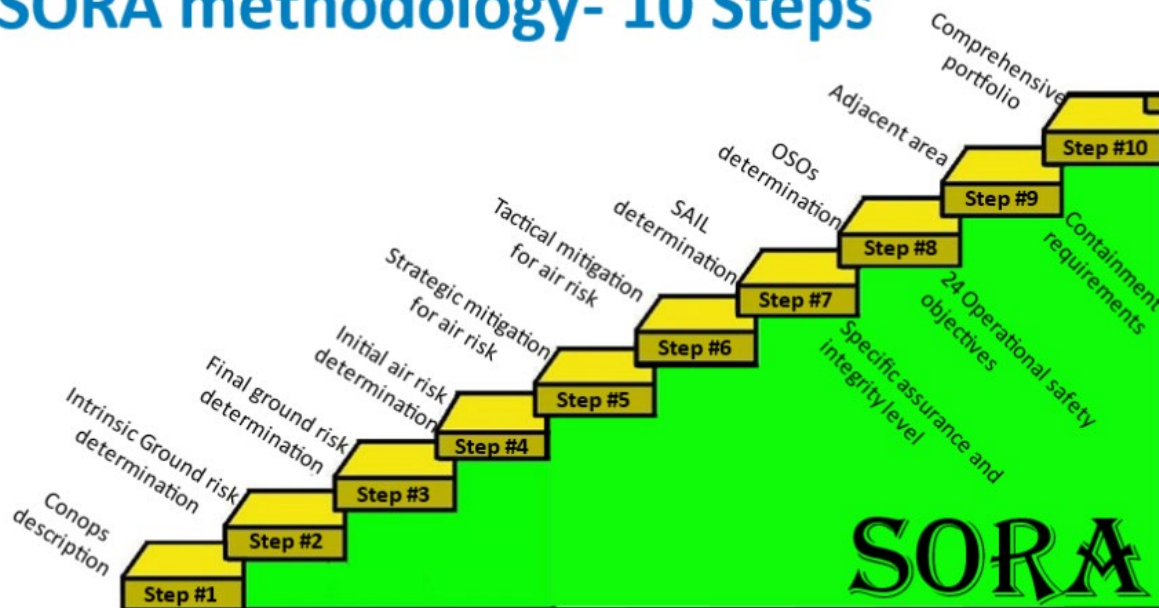 SORA methodology- 10 Steps
Conops
description
Step #1
Intrinsic Ground risk
determination
Step #2
Final ground risk
determination
Step #3
Initial air risk
determination
Step #4
Strategic mitigation
for air risk
Step #5
Tactical mitigation
for air risk
Step #6
SAIL
determination
Step #7
Specific assurance and
integrity level
OSOs
determination
Step #8
24 Operational safety
objectives
Adjacent area
Step #9
Containment
requirements
Comprehensive
portfolio
Step #10
SORA